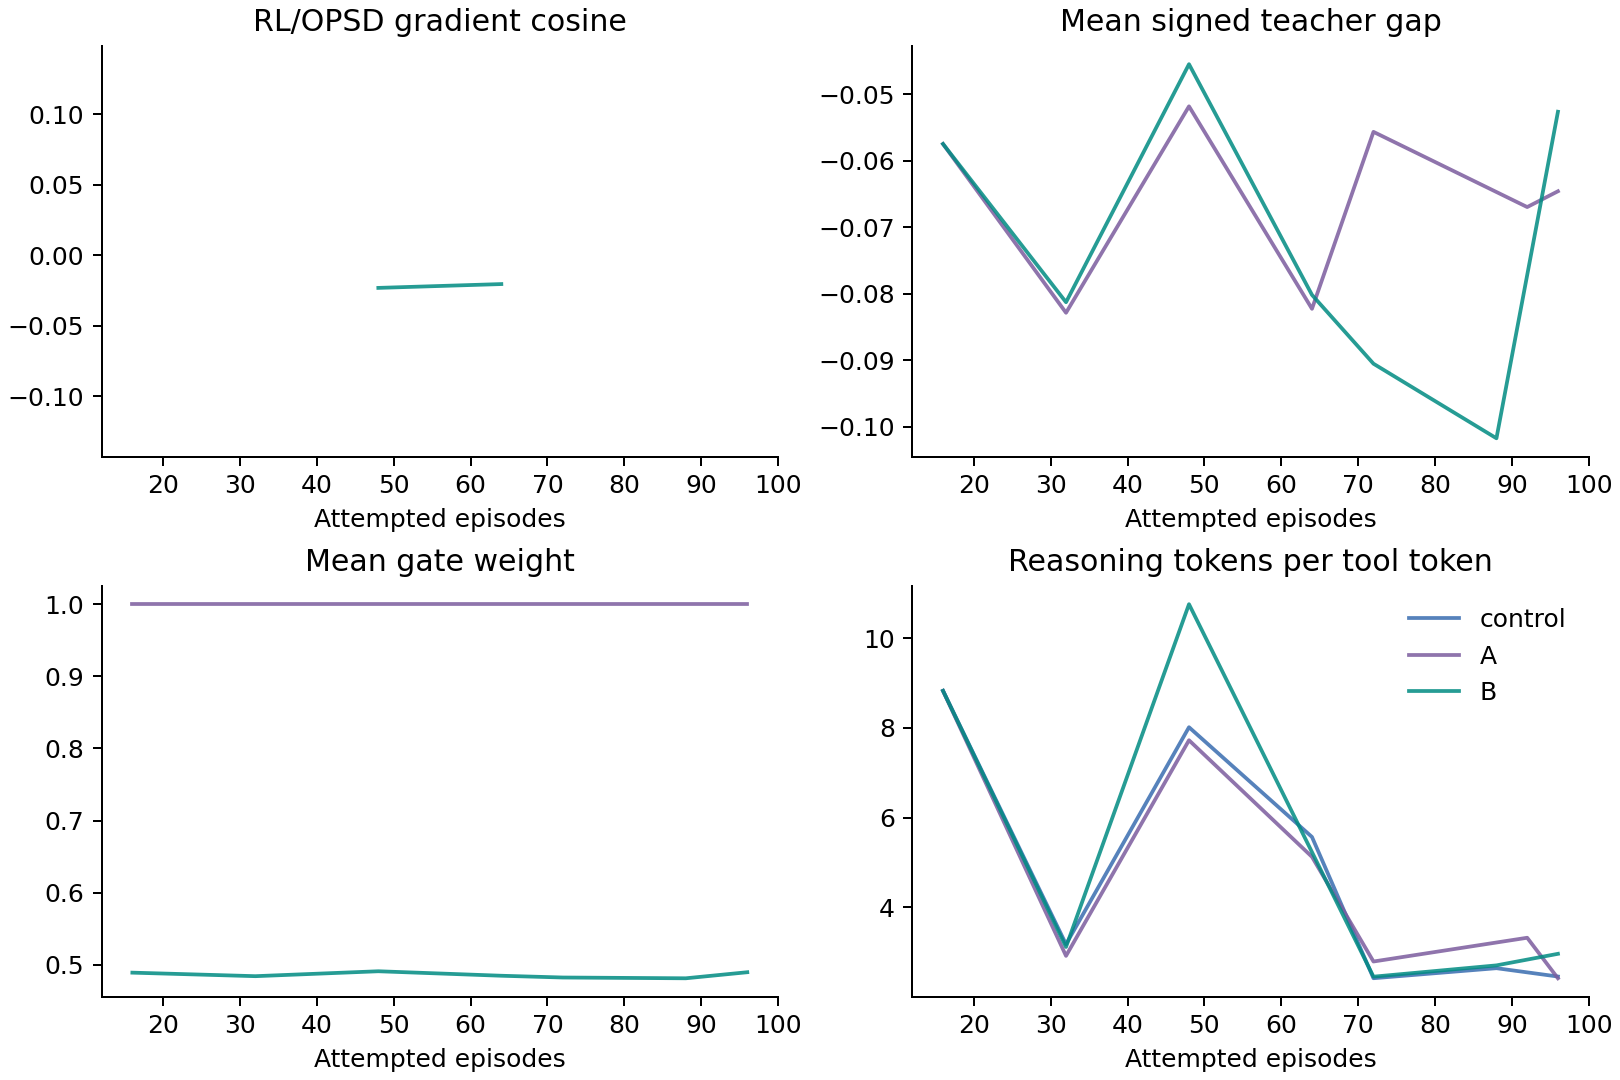 RL/OPSD gradient cosine
0.10
0.05
0.00
−0.05
−0.10
20 30 40 50 60 70 80 90 100
Attempted episodes
Mean signed teacher gap
−0.05
−0.06
−0.07
−0.08
−0.09
−0.10
20 30 40 50 60 70 80 90 100
Attempted episodes
Mean gate weight
1.0
0.9
0.8
0.7
0.6
0.5
20 30 40 50 60 70 80 90 100
Attempted episodes
Reasoning tokens per tool token
10
8
6
4
control
A
B
20 30 40 50 60 70 80 90 100
Attempted episodes